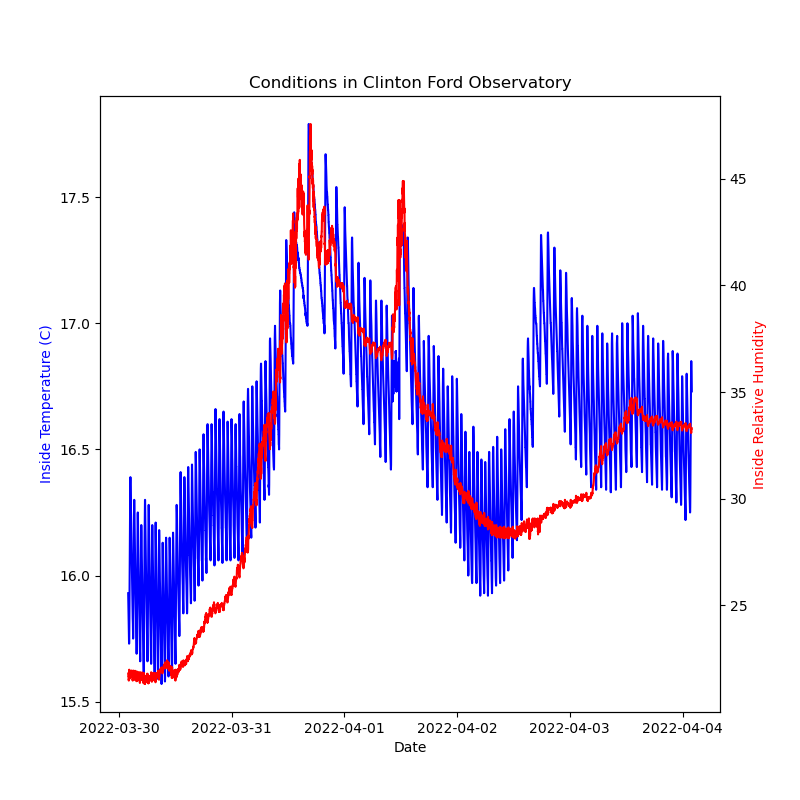 Conditions in Clinton Ford Observatory
Inside Temperature (C)
17.5
17.0
16.5
16.0
15.5
45
40
35
30
25
Inside Relative Humidity
2022-03-30 2022-03-31 2022-04-01 2022-04-02 2022-04-03 2022-04-04
Date